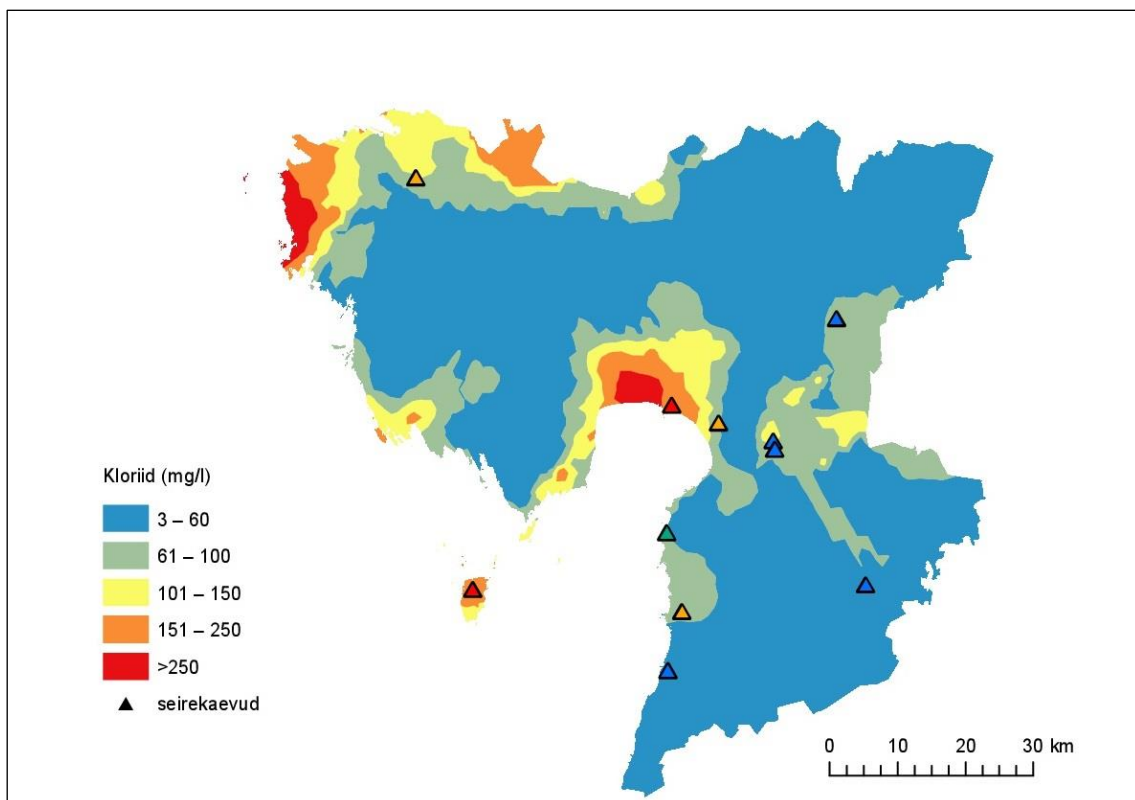 Kloriid (mg/l)
3 – 60
61 – 100
101 – 150
151 – 250
>250
seirekaevud
0 10 20 30 km